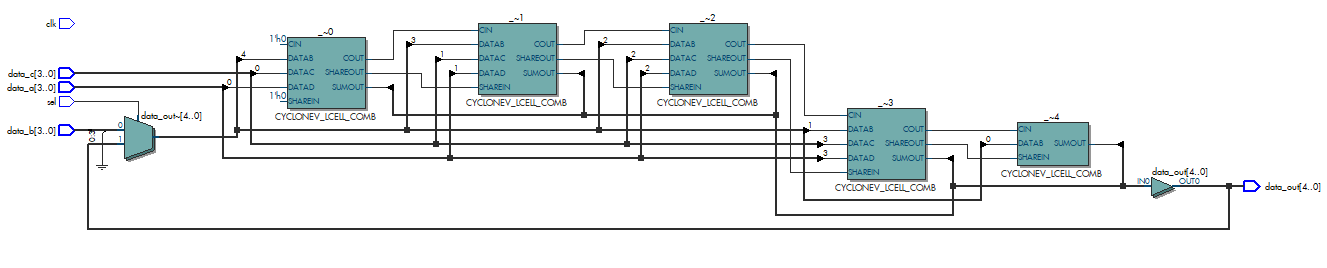 clk
data_c[3..0]
data_a[3..0]
sel
data_b[3..0]
data_out~[4..0]
0
1
0:3
4
0
0
1'h0
1'h0
_~0
CIN
DATAB
DATAC
DATAD
SHAREIN
COUT
SHAREOUT
SUMOUT
CYCLONEV_LCELL_COMB
3
1
1
_~1
CIN
DATAB
DATAC
DATAD
SHAREIN
COUT
SHAREOUT
SUMOUT
CYCLONEV_LCELL_COMB
2
2
2
_~2
CIN
DATAB
DATAC
DATAD
SHAREIN
COUT
SHAREOUT
SUMOUT
CYCLONEV_LCELL_COMB
1
3
3
_~3
CIN
DATAB
DATAC
DATAD
SHAREIN
COUT
SHAREOUT
SUMOUT
CYCLONEV_LCELL_COMB
0
_~4
CIN
DATAB
SHAREIN
SUMOUT
CYCLONEV_LCELL_COMB
data_out[4..0]
IN0
OUT0
data_out[4..0]